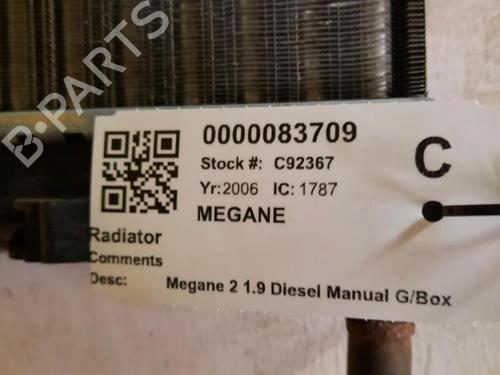 0000083709
Stock #: C92367
Yr:2006 IC: 1787
MEGANE
C
Radiator
Comments
Desc: Megane 2 1.9 Diesel Manual G/Box
B-PARTS